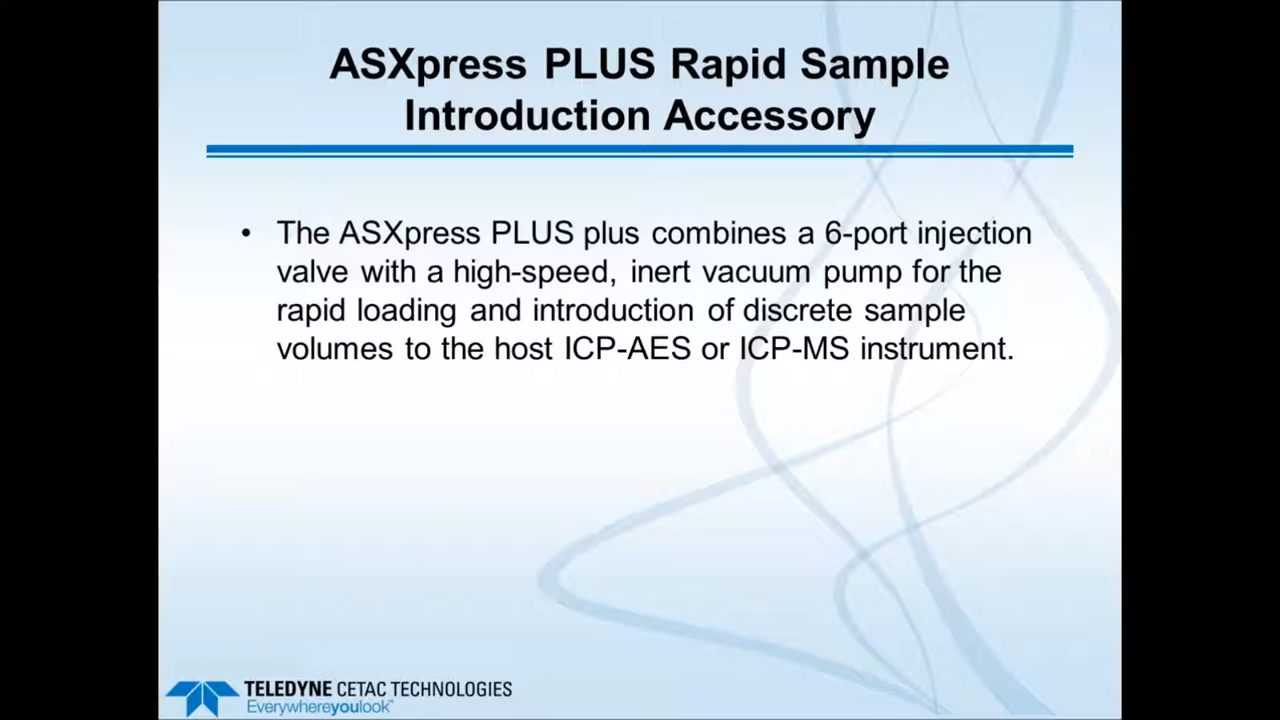 ASXpress PLUS Rapid Sample
Introduction Accessory
• The ASXpress PLUS plus combines a 6-port injection
valve with a high-speed, inert vacuum pump for the
rapid loading and introduction of discrete sample
volumes to the host ICP-AES or ICP-MS instrument.
TELEDYNE CETAC TECHNOLOGIES
Everywhereyoulook™